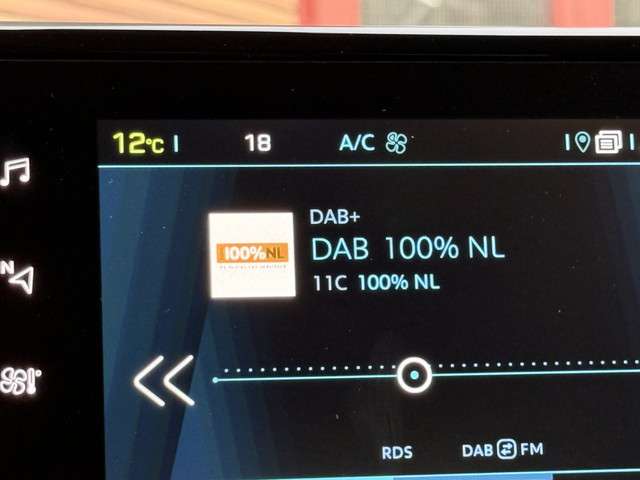 12°C 18 A/C
N
DAB+
100%NL
DAB 100% NL
11C 100% NL
RDS DAB FM